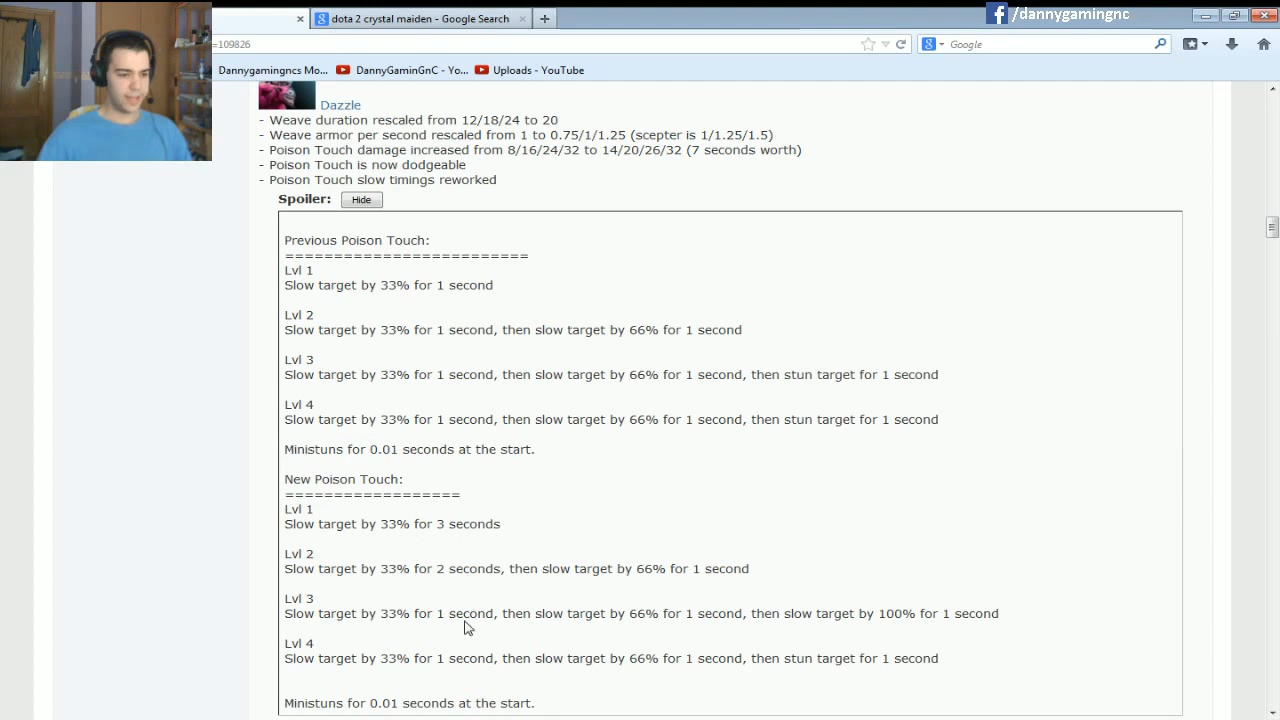 dota 2 crystal maiden - Google Search
/dannygamingnc
=109826
Google
Dannygamingncs Mo...
DannyGaminGnC - Yo...
Uploads - YouTube
Dazzle
- Weave duration rescaled from 12/18/24 to 20
- Weave armor per second rescaled from 1 to 0.75/1/1.25 (scepter is 1/1.25/1.5)
- Poison Touch damage increased from 8/16/24/32 to 14/20/26/32 (7 seconds worth)
- Poison Touch is now dodgeable
- Poison Touch slow timings reworked
Spoiler: Hide
Previous Poison Touch:
=========================
Lvl 1
Slow target by 33% for 1 second
Lvl 2
Slow target by 33% for 1 second, then slow target by 66% for 1 second
Lvl 3
Slow target by 33% for 1 second, then slow target by 66% for 1 second, then stun target for 1 second
Lvl 4
Slow target by 33% for 1 second, then slow target by 66% for 1 second, then stun target for 1 second
Ministuns for 0.01 seconds at the start.
New Poison Touch:
==================
Lvl 1
Slow target by 33% for 3 seconds
Lvl 2
Slow target by 33% for 2 seconds, then slow target by 66% for 1 second
Lvl 3
Slow target by 33% for 1 second, then slow target by 66% for 1 second, then slow target by 100% for 1 second
Lvl 4
Slow target by 33% for 1 second, then slow target by 66% for 1 second, then stun target for 1 second
Ministuns for 0.01 seconds at the start.